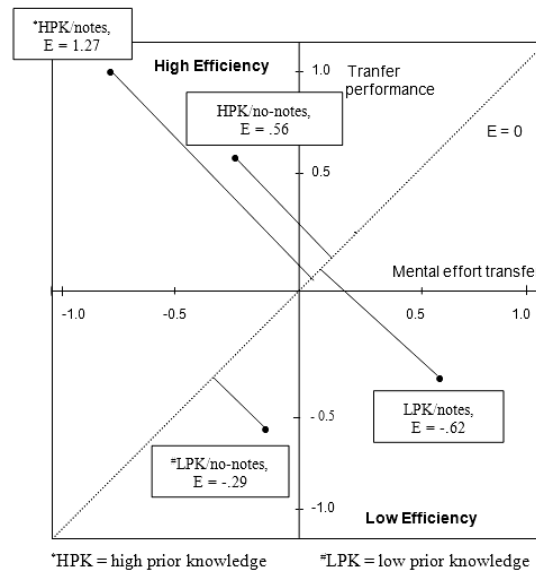 *HPK/notes,
E = 1.27
High Efficiency
1.0
Tranfer
performance
HPK/no-notes,
E = .56
E = 0
0.5
Mental effort transfe
-1.0
-0.5
0.5
1.0
LPK/notes,
E = -.62
- 0.5
#LPK/no-notes,
E = -.29
-1.0
Low Efficiency
*HPK = high prior knowledge
#LPK = low prior knowledge